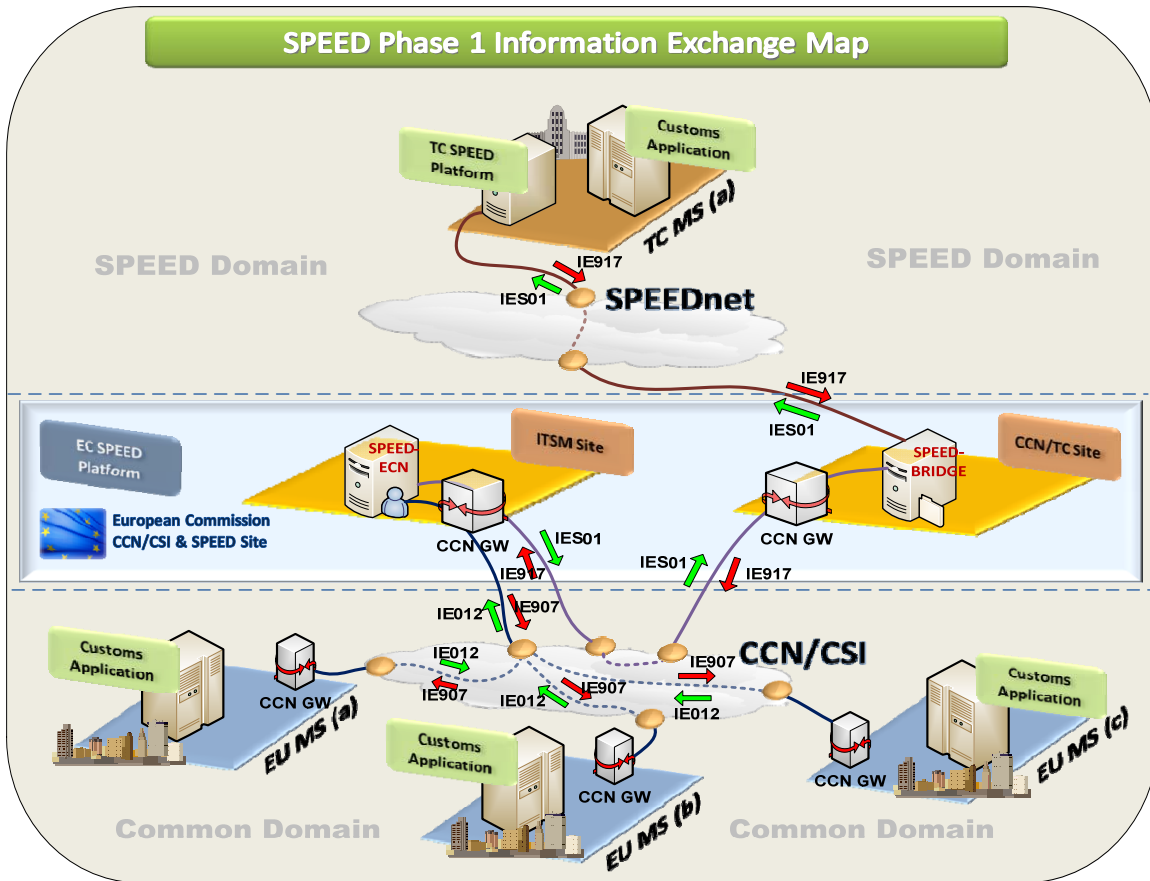 SPEED Phase 1 Information Exchange Map
TC SPEED
Platform
Customs
Application
TC MS (a)
SPEED Domain
SPEED Domain
IE917
IES01
SPEEDnet
IE917
IES01
EC SPEED
Platform
SPEED-
ECN
ITSM Site
SPEED-
BRIDGE
CCN/TC Site
European Commission
CCN/CSI & SPEED Site
CCN GW
CCN GW
IES01
IE917
IES01
IE917
IE012
IE907
Customs
Application
CCN GW
EU MS (a)
IE012
IE907
IE907
IE012
CCN/CSI
IE907
IE012
Customs
Application
CCN GW
EU MS (b)
Customs
Application
CCN GW
EU MS (c)
Common Domain
Common Domain